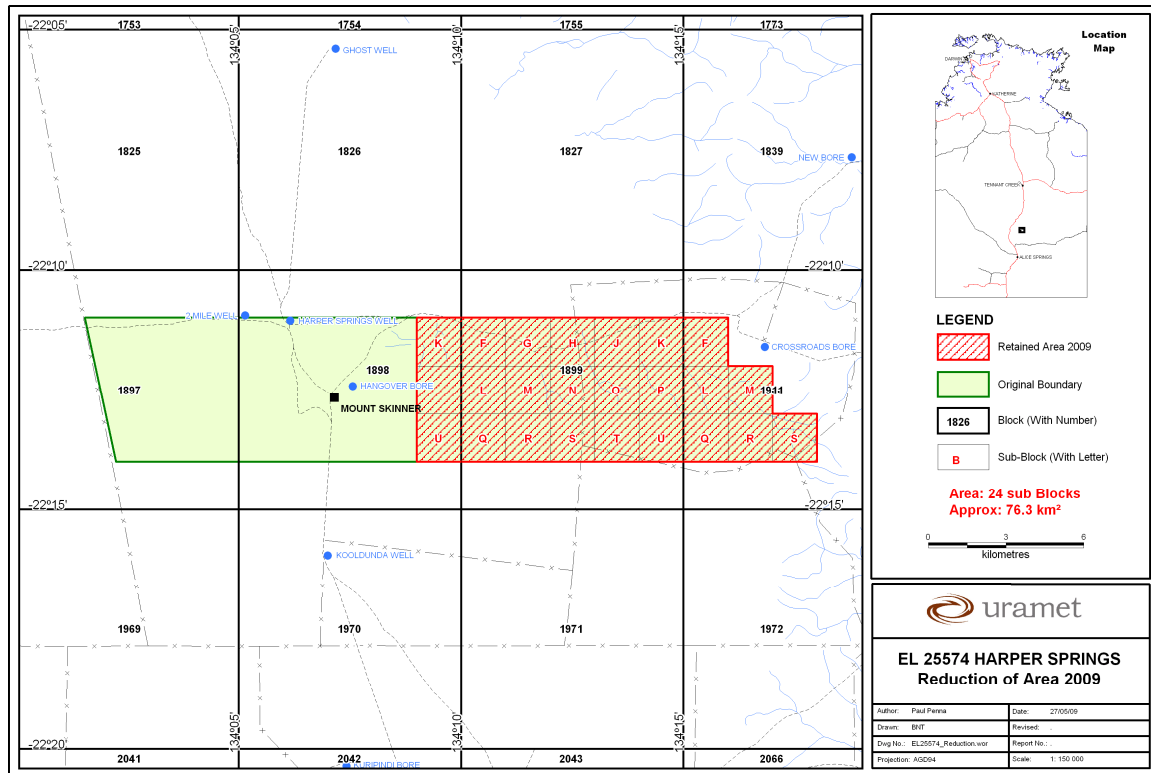 1753 1754 1755 1773
-22°05' 134°05' 134°10' 134°15' -22°05'
GHOST WELL
1825 1826 1827 1839
NEW BORE
-22°10' -22°10'
2 MILE WELL
HARPER SPRINGS WELL
CROSSROADS BORE
K F G H J K F
1897 1898 1899 1944
HANGOVER BORE
L M N O P L M
MOUNT SKINNER
U Q R S T U Q R S
-22°15' -22°15'
KOOLDUNDA WELL
1969 1970 1971 1972
134°05' 134°10' 134°15'
-22°20' -22°20'
2041 2042 2043 2066
KURIPINDI BORE
Location
Map
DARWIN
KATHERINE
TENNANT CREEK
ALICE SPRINGS
LEGEND
Retained Area 2009
Original Boundary
1826 Block (With Number)
B Sub-Block (With Letter)
Area: 24 sub Blocks
Approx: 76.3 km²
0 3 6
kilometres
uramet
EL 25574 HARPER SPRINGS
Reduction of Area 2009
Author: Paul Penna Date: 27/05/09
Drawn: BNT Revised: .
Dwg No.: EL25574_Reduction.wor Report No.: .
Projection: AGD94 Scale: 1: 150 000